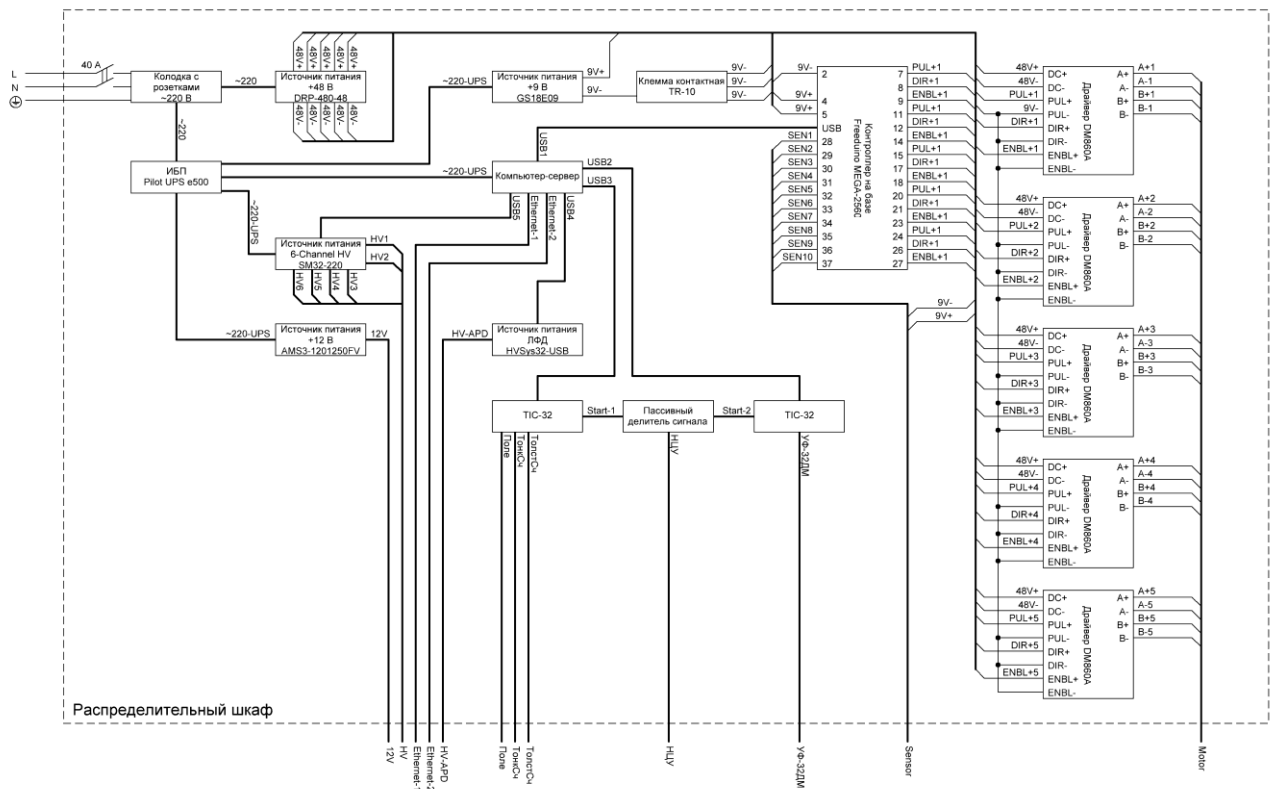 40 A
L
N
Колодка с
розетками
~220 В
~220
48V+
48V+
48V+
48V+
48V+
Источник питания
+48 В
DRP-480-48
48V-
48V-
48V-
48V-
48V-
~220-UPS
Источник питания
+9 В
GS18E09
9V+
9V-
Клемма контактная
TR-10
9V-
9V-
9V-
9V-
9V+
9V+
2
4
5
USB
28
29
30
31
32
33
34
35
36
37
SEN1
SEN2
SEN3
SEN4
SEN5
SEN6
SEN7
SEN8
SEN9
SEN10
Контроллер на базе
Freeduino MEGA-2560
7
8
9
11
12
14
15
17
18
20
21
23
24
26
27
PUL+1
DIR+1
ENBL+1
PUL+1
DIR+1
ENBL+1
PUL+1
DIR+1
ENBL+1
PUL+1
DIR+1
ENBL+1
PUL+1
DIR+1
ENBL+1
9V-
9V+
~220
ИБП
Pilot UPS e500
~220-UPS
~220-UPS
Компьютер-сервер
USB1
USB2
USB3
USB5
Ethernet-1
Ethernet-2
USB4
Источник питания
6-Channel HV
SM32-220
HV1
HV2
HV6
HV5
HV4
HV3
~220-UPS
Источник питания
+12 В
AMS3-1201250FV
12V
HV-APD
Источник питания
ЛФД
HVSys32-USB
TIC-32
Start-1
Пассивный
делитель сигнала
Start-2
TIC-32
Поле
ТонкСч
ТолстСч
НЦУ
УФ-32ДМ
48V+
48V-
PUL+1
9V-
DIR+1
ENBL+1
DC+
DC-
PUL+
PUL-
DIR+
DIR-
ENBL+
ENBL-
Драйвер DM860A
A+
A-
B+
B-
A+1
A-1
B+1
B-1
48V+
48V-
PUL+2
DIR+2
ENBL+2
DC+
DC-
PUL+
PUL-
DIR+
DIR-
ENBL+
ENBL-
Драйвер DM860A
A+
A-
B+
B-
A+2
A-2
B+2
B-2
48V+
48V-
PUL+3
DIR+3
ENBL+3
DC+
DC-
PUL+
PUL-
DIR+
DIR-
ENBL+
ENBL-
Драйвер DM860A
A+
A-
B+
B-
A+3
A-3
B+3
B-3
48V+
48V-
PUL+4
DIR+4
ENBL+4
DC+
DC-
PUL+
PUL-
DIR+
DIR-
ENBL+
ENBL-
Драйвер DM860A
A+
A-
B+
B-
A+4
A-4
B+4
B-4
48V+
48V-
PUL+5
DIR+5
ENBL+5
DC+
DC-
PUL+
PUL-
DIR+
DIR-
ENBL+
ENBL-
Драйвер DM860A
A+
A-
B+
B-
A+5
A-5
B+5
B-5
Распределительный шкаф
12V
HV
Ethernet-1
Ethernet-2
HV-APD
Поле
ТонкСч
ТолстСч
НЦУ
УФ-32ДМ
Sensor
Motor